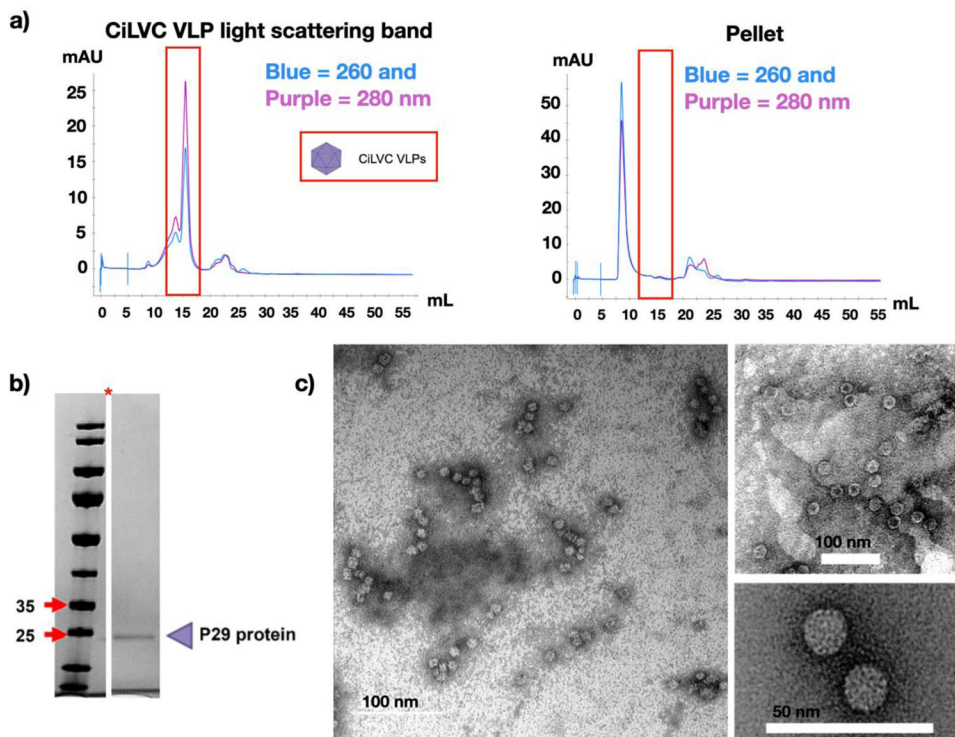 a)
CiLVC VLP light scattering band
mAU
Blue = 260 and
Purple = 280 nm
CiLVC VLPs
25
20
15
10
5
0
0 5 10 15 20 25 30 35 40 45 50 55
mL
Pellet
mAU
Blue = 260 and
Purple = 280 nm
50
40
30
20
10
0
0 5 10 15 20 25 30 35 40 45 50 55
mL
b)
*
35
25
P29 protein
c)
100 nm
100 nm
50 nm